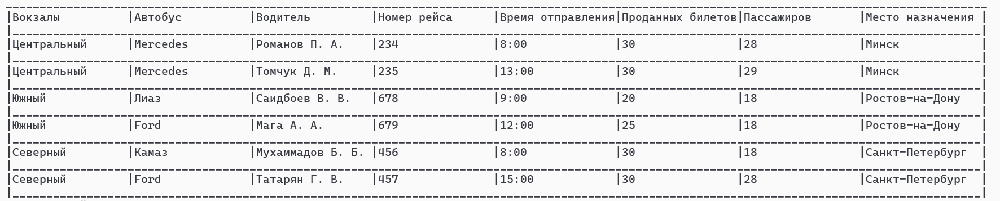 |Вокзалы |Автобус |Водитель |Номер рейса |Время отправления|Проданных билетов|Пассажиров |Место назначения |
|Центральный |Mercedes |Романов П. А. |234 |8:00 |30 |28 |Минск |
|Центральный |Mercedes |Томчук Д. М. |235 |13:00 |30 |29 |Минск |
|Южный |Лиаз |Саидбоев В. В. |678 |9:00 |20 |18 |Ростов-на-Дону |
|Южный |Ford |Мага А. А. |679 |12:00 |25 |18 |Ростов-на-Дону |
|Северный |Камаз |Мухаммадов Б. Б. |456 |8:00 |30 |18 |Санкт-Петербург |
|Северный |Ford |Татарян Г. В. |457 |15:00 |30 |28 |Санкт-Петербург |